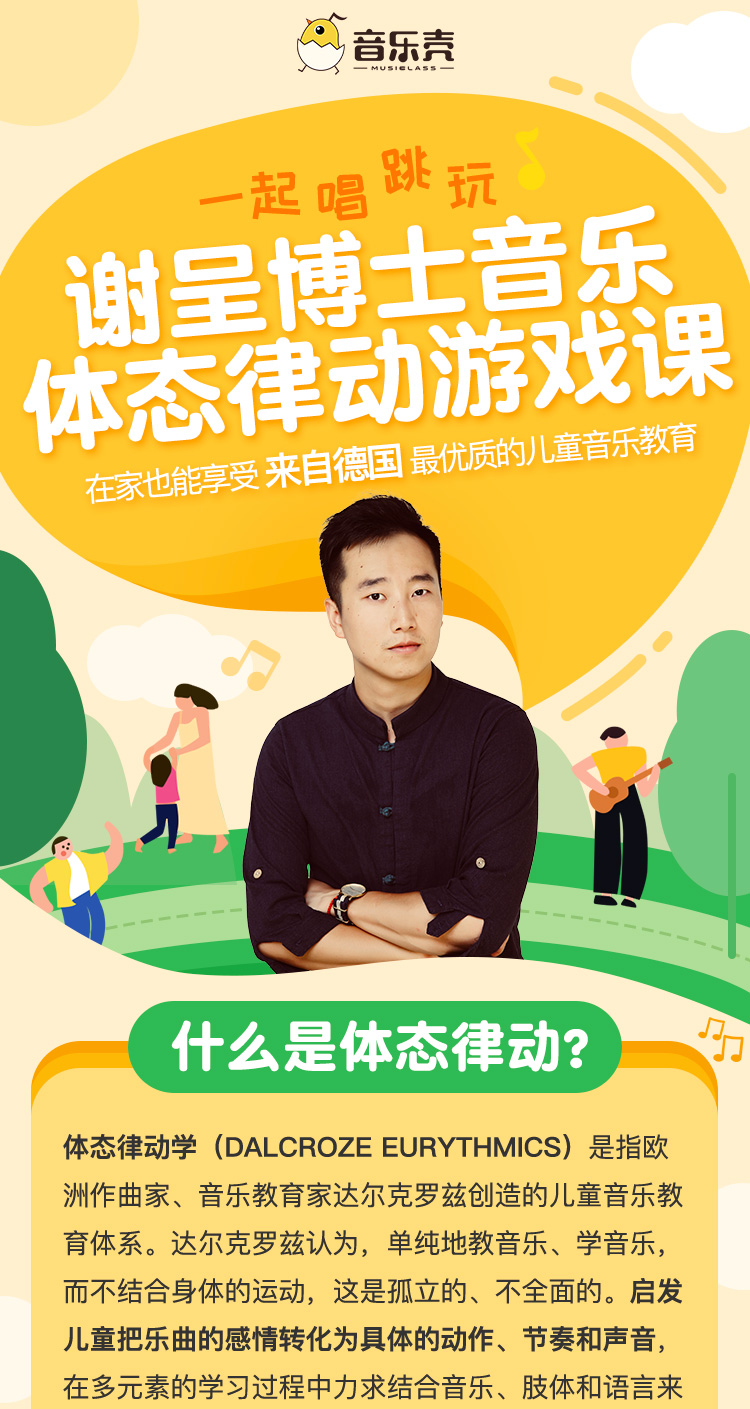 音乐壳
MUSICLASS
一起唱跳玩
谢呈博士音乐
体态律动游戏课
在家也能享受 来自德国 最优质的儿童音乐教育
什么是体态律动?
体态律动学（DALCROZE EURYTHMICS）是指欧
洲作曲家、音乐教育家达尔克罗兹创造的儿童音乐教
育体系。达尔克罗兹认为，单纯地教音乐、学音乐，
而不结合身体的运动，这是孤立的、不全面的。启发
儿童把乐曲的感情转化为具体的动作、节奏和声音，
在多元素的学习过程中力求结合音乐、肢体和语言来